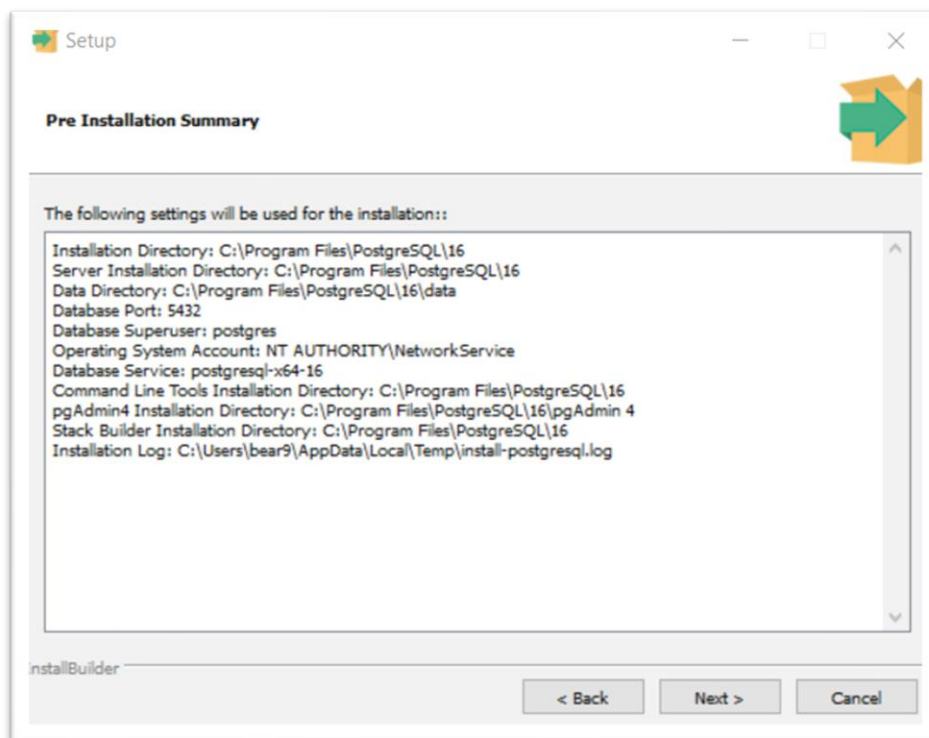 Setup
Pre Installation Summary
The following settings will be used for the installation::
Installation Directory: C:\Program Files\PostgreSQL\16
Server Installation Directory: C:\Program Files\PostgreSQL\16
Data Directory: C:\Program Files\PostgreSQL\16\data
Database Port: 5432
Database Superuser: postgres
Operating System Account: NT AUTHORITY\NetworkService
Database Service: postgresql-x64-16
Command Line Tools Installation Directory: C:\Program Files\PostgreSQL\16
pgAdmin4 Installation Directory: C:\Program Files\PostgreSQL\16\pgAdmin 4
Stack Builder Installation Directory: C:\Program Files\PostgreSQL\16
Installation Log: C:\Users\bear9\AppData\Local\Temp\install-postgresql.log
InstallBuilder
< Back Next > Cancel